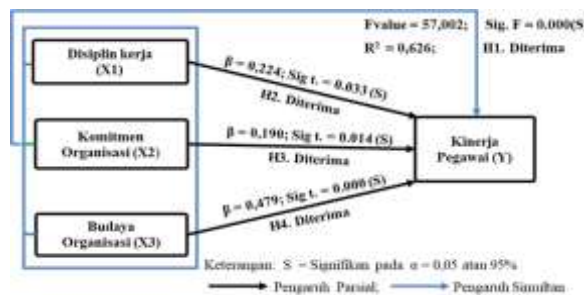 Fvalue = 57,002; Sig. F = 0.000(S
R² = 0,626; H1. Diterima
Disiplin kerja
(X1)
β = 0,224; Sig t. = 0.033 (S)
H2. Diterima
Komitmen
Organisasi (X2)
β = 0,190; Sig t. = 0.014 (S)
H3. Diterima
Kinerja
Pegawai (Y)
Budaya
Organisasi (X3)
β = 0,479; Sig t. = 0.000 (S)
H4. Diterima
Keterangan: S = Signifikan pada α = 0,05 atau 95%
Pengaruh Parsial; Pengaruh Simultan